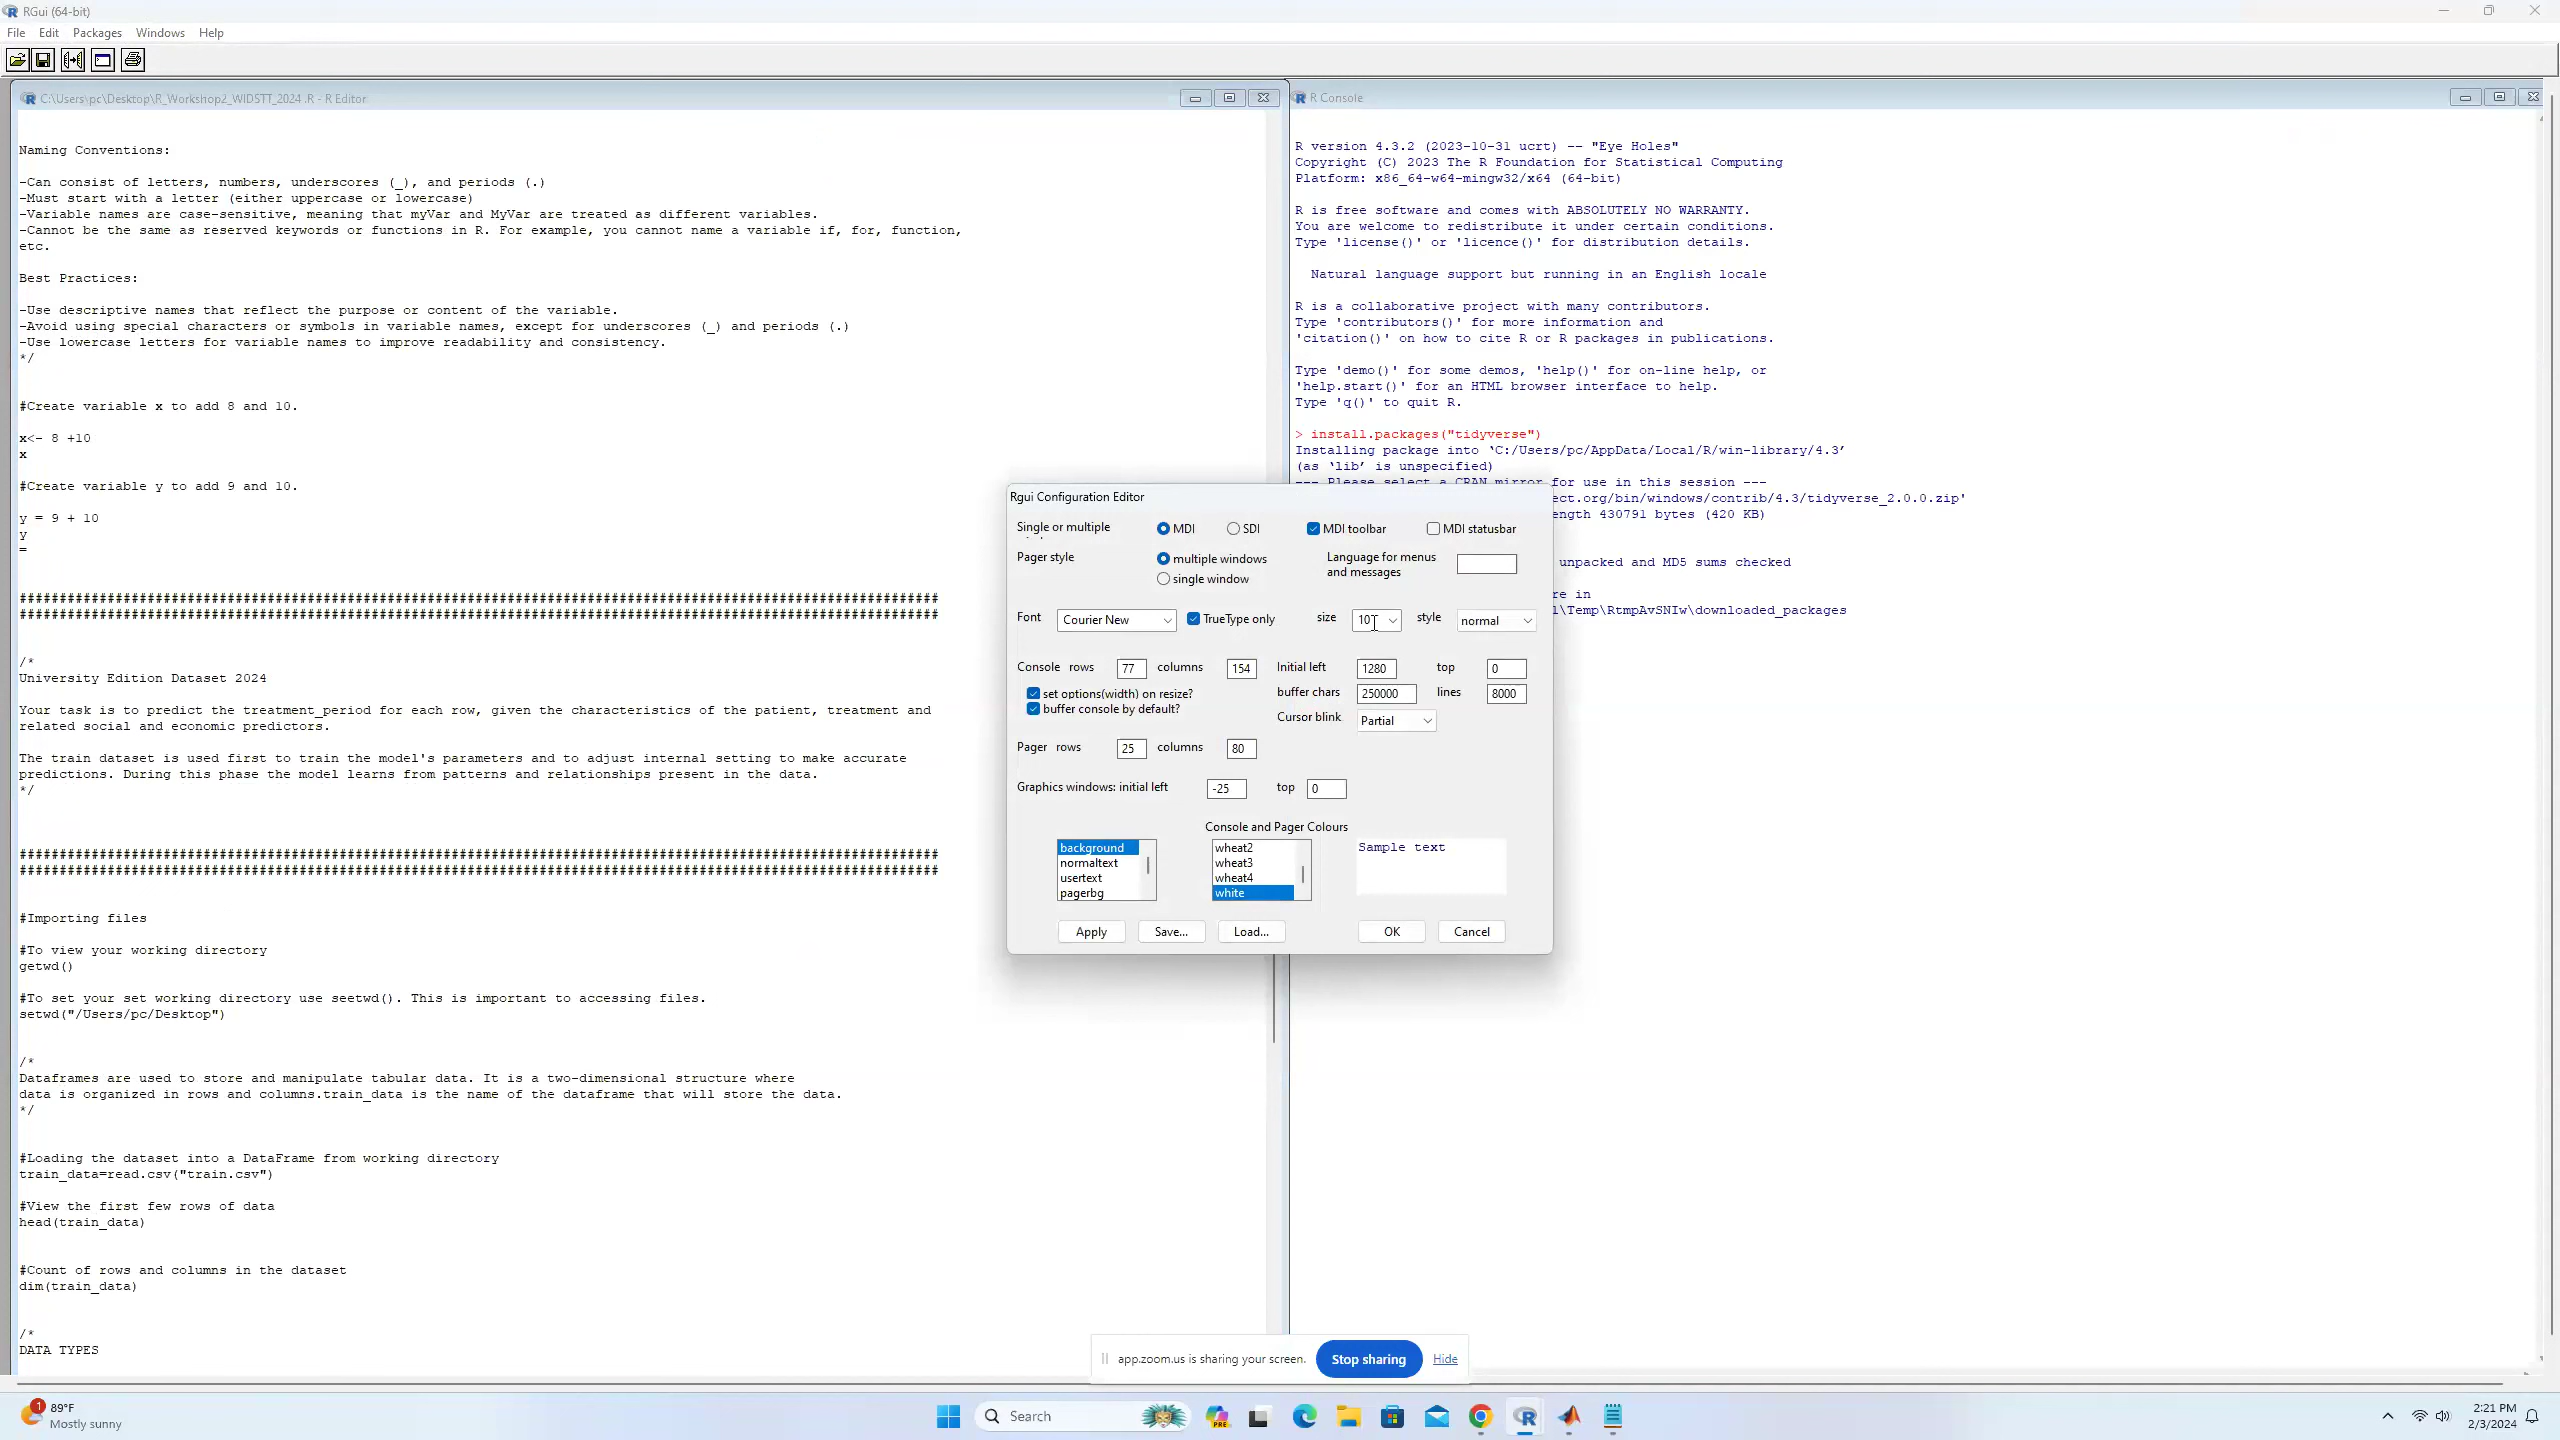 RGui (64-bit)
File Edit Packages Windows Help
C:\Users\pc\Desktop\R_Workshop2_WIDSTT_2024 .R - R Editor
Naming Conventions:
-Can consist of letters, numbers, underscores (_), and periods (.)
-Must start with a letter (either uppercase or lowercase)
-Variable names are case-sensitive, meaning that myVar and MyVar are treated as different variables.
-Cannot be the same as reserved keywords or functions in R. For example, you cannot name a variable if, for, function,
etc.
Best Practices:
-Use descriptive names that reflect the purpose or content of the variable.
-Avoid using special characters or symbols in variable names, except for underscores (_) and periods (.)
-Use lowercase letters for variable names to improve readability and consistency.
*/
#Create variable x to add 8 and 10.
x<- 8 +10
x
#Create variable y to add 9 and 10.
y = 9 + 10
y
=
/*
University Edition Dataset 2024
Your task is to predict the treatment_period for each row, given the characteristics of the patient, treatment and
related social and economic predictors.
The train dataset is used first to train the model's parameters and to adjust internal setting to make accurate
predictions. During this phase the model learns from patterns and relationships present in the data.
*/
#Importing files
#To view your working directory
getwd()
#To set your set working directory use seetwd(). This is important to accessing files.
setwd("/Users/pc/Desktop")
/*
Dataframes are used to store and manipulate tabular data. It is a two-dimensional structure where
data is organized in rows and columns.train_data is the name of the dataframe that will store the data.
*/
#Loading the dataset into a DataFrame from working directory
train_data=read.csv("train.csv")
#View the first few rows of data
head(train_data)
#Count of rows and columns in the dataset
dim(train_data)
/*
DATA TYPES
R Console
R version 4.3.2 (2023-10-31 ucrt) -- "Eye Holes"
Copyright (C) 2023 The R Foundation for Statistical Computing
Platform: x86_64-w64-mingw32/x64 (64-bit)
R is free software and comes with ABSOLUTELY NO WARRANTY.
You are welcome to redistribute it under certain conditions.
Type 'license()' or 'licence()' for distribution details.
Natural language support but running in an English locale
R is a collaborative project with many contributors.
Type 'contributors()' for more information and
'citation()' on how to cite R or R packages in publications.
Type 'demo()' for some demos, 'help()' for on-line help, or
'help.start()' for an HTML browser interface to help.
Type 'q()' to quit R.
> install.packages("tidyverse")
Installing package into ‘C:/Users/pc/AppData/Local/R/win-library/4.3’
(as ‘lib’ is unspecified)
--- Please select a CRAN mirror for use in this session ---
ect.org/bin/windows/contrib/4.3/tidyverse_2.0.0.zip'
ength 430791 bytes (420 KB)
unpacked and MD5 sums checked
re in
l\Temp\RtmpAvSNIw\downloaded_packages
Rgui Configuration Editor
Single or multiple MDI SDI MDI toolbar MDI statusbar
Pager style multiple windows Language for menus
single window and messages
Font Courier New TrueType only size 10 style normal
Console rows 77 columns 154 Initial left 1280 top 0
set options(width) on resize? buffer chars 250000 lines 8000
buffer console by default? Cursor blink Partial
Pager rows 25 columns 80
Graphics windows: initial left -25 top 0
Console and Pager Colours
background wheat2 Sample text
normaltext wheat3
usertext wheat4
pagerbg white
Apply Save... Load... OK Cancel
app.zoom.us is sharing your screen. Stop sharing Hide
1
89°F
Mostly sunny
Search
PRE
2:21 PM
2/3/2024